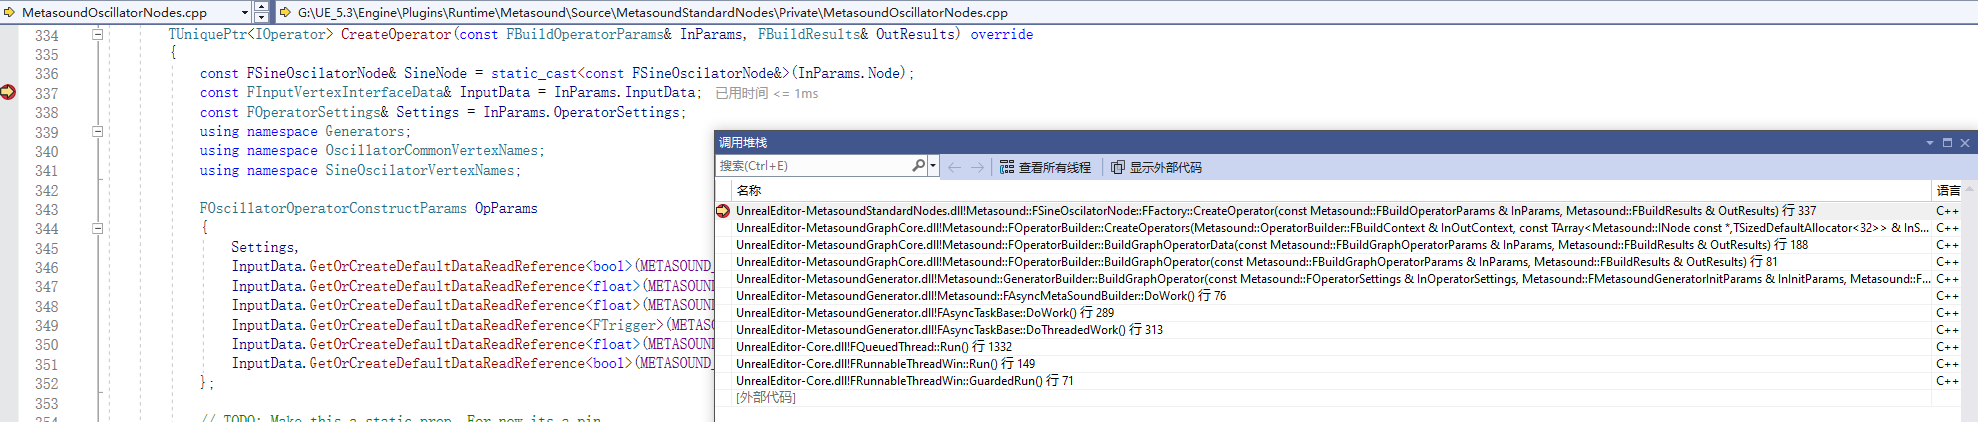 MetasoundOscillatorNodes.cpp
G:\UE_5.3\Engine\Plugins\Runtime\Metasound\Source\MetasoundStandardNodes\Private\MetasoundOscillatorNodes.cpp
334 TUniquePtr<IOperator> CreateOperator(const FBuildOperatorParams& InParams, FBuildResults& OutResults) override
335 {
336 const FSineOscilatorNode& SineNode = static_cast<const FSineOscilatorNode&>(InParams.Node);
337 const FInputVertexInterfaceData& InputData = InParams.InputData; 已用时间 <= 1ms
338 const FOperatorSettings& Settings = InParams.OperatorSettings;
339 using namespace Generators;
340 using namespace OscillatorCommonVertexNames;
341 using namespace SineOscilatorVertexNames;
342
343 FOscillatorOperatorConstructParams OpParams
344 {
345 Settings,
346 InputData.GetOrCreateDefaultDataReadReference<bool>(METASOUND_
347 InputData.GetOrCreateDefaultDataReadReference<float>(METASOUND
348 InputData.GetOrCreateDefaultDataReadReference<float>(METASOUND
349 InputData.GetOrCreateDefaultDataReadReference<FTrigger>(METASO
350 InputData.GetOrCreateDefaultDataReadReference<float>(METASOUND
351 InputData.GetOrCreateDefaultDataReadReference<bool>(METASOUND_
352 };
353
354 // TODO: Make this a static prop. For now its a pin
调用堆栈
搜索(Ctrl+E)
查看所有线程
显示外部代码
名称
语言
UnrealEditor-MetasoundStandardNodes.dll!Metasound::FSineOscilatorNode::FFactory::CreateOperator(const Metasound::FBuildOperatorParams & InParams, Metasound::FBuildResults & OutResults) 行 337 C++
UnrealEditor-MetasoundGraphCore.dll!Metasound::FOperatorBuilder::CreateOperators(Metasound::OperatorBuilder::FBuildContext & InOutContext, const TArray<Metasound::INode const *,TSizedDefaultAllocator<32>> & InS... C++
UnrealEditor-MetasoundGraphCore.dll!Metasound::FOperatorBuilder::BuildGraphOperatorData(const Metasound::FBuildGraphOperatorParams & InParams, Metasound::FBuildResults & OutResults) 行 188 C++
UnrealEditor-MetasoundGraphCore.dll!Metasound::FOperatorBuilder::BuildGraphOperator(const Metasound::FBuildGraphOperatorParams & InParams, Metasound::FBuildResults & OutResults) 行 81 C++
UnrealEditor-MetasoundGenerator.dll!Metasound::GeneratorBuilder::BuildGraphOperator(const Metasound::FOperatorSettings & InOperatorSettings, Metasound::FMetasoundGeneratorInitParams & InInitParams, Metasound::F... C++
UnrealEditor-MetasoundGenerator.dll!Metasound::FAsyncMetaSoundBuilder::DoWork() 行 76 C++
UnrealEditor-MetasoundGenerator.dll!FAsyncTaskBase::DoWork() 行 289 C++
UnrealEditor-MetasoundGenerator.dll!FAsyncTaskBase::DoThreadedWork() 行 313 C++
UnrealEditor-Core.dll!FQueuedThread::Run() 行 1332 C++
UnrealEditor-Core.dll!FRunnableThreadWin::Run() 行 149 C++
UnrealEditor-Core.dll!FRunnableThreadWin::GuardedRun() 行 71 C++
[外部代码]